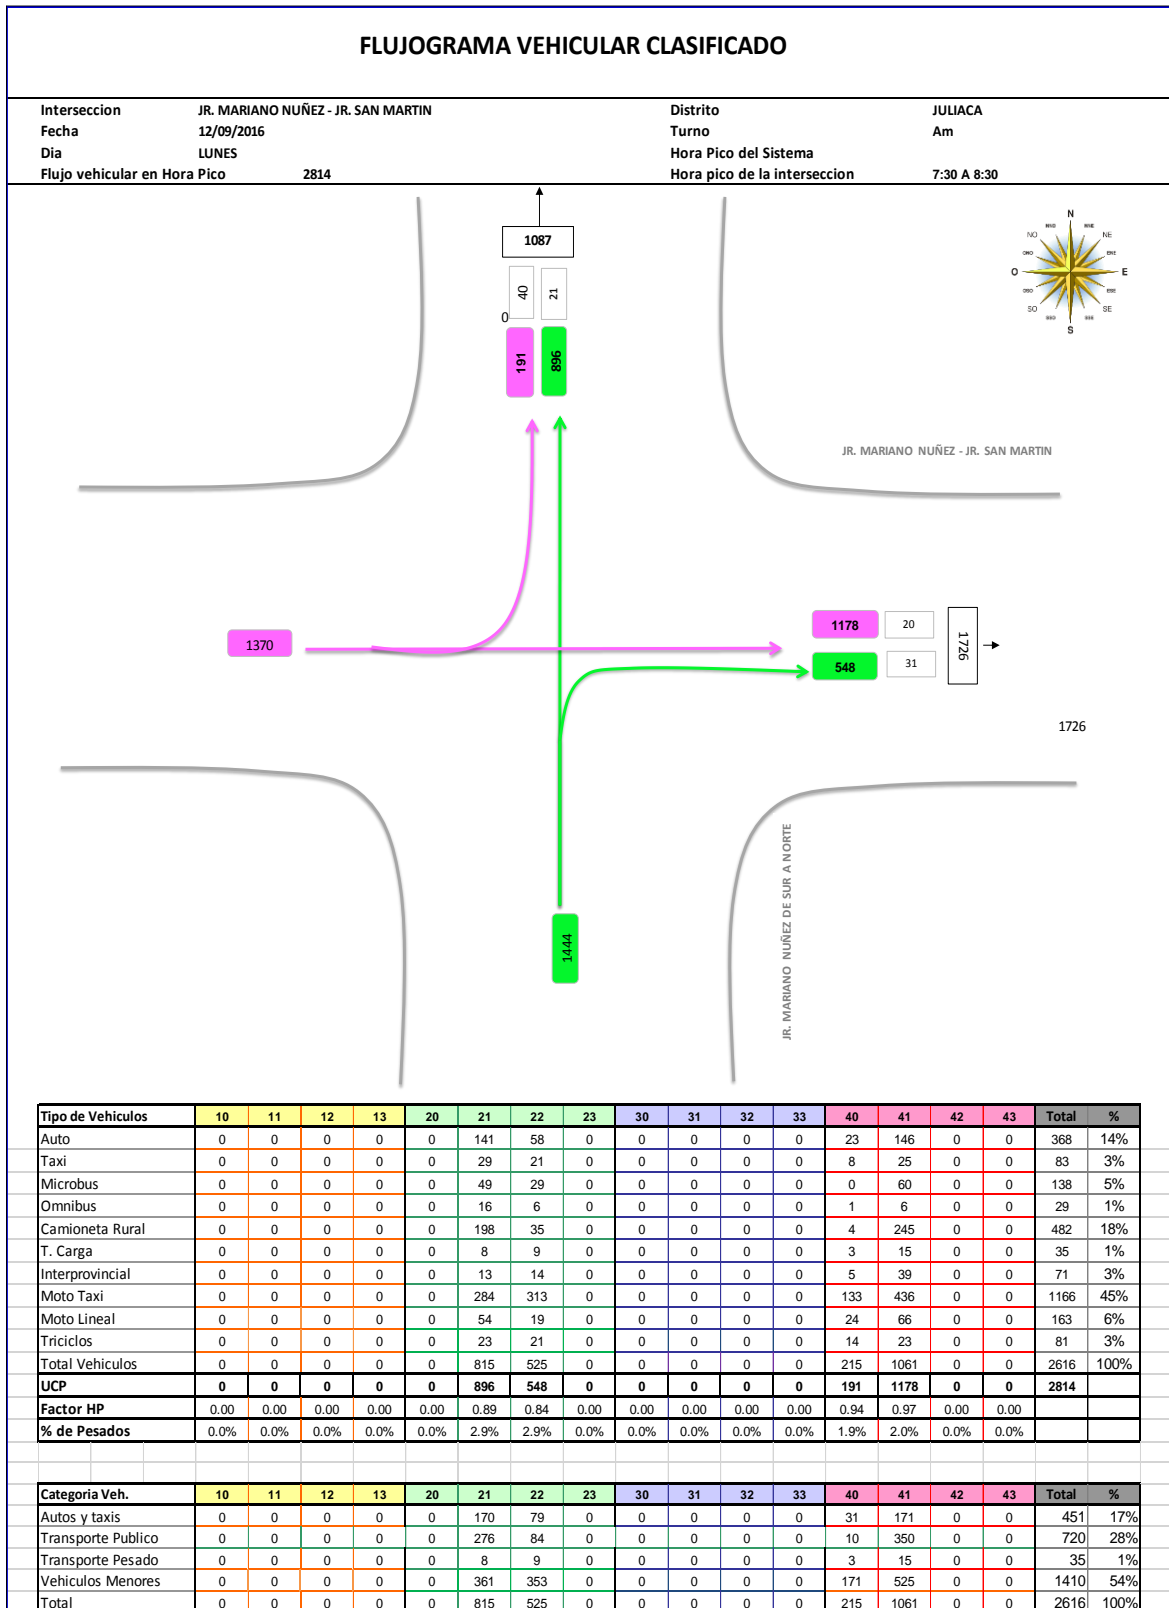 FLUJOGRAMA VEHICULAR CLASIFICADO
Interseccion JR. MARIANO NUÑEZ - JR. SAN MARTIN Distrito JULIACA
Fecha 12/09/2016 Turno Am
Dia LUNES Hora Pico del Sistema
Flujo vehicular en Hora Pico 2814 Hora pico de la interseccion 7:30 A 8:30
1087
40 21
0
191 896
N
NNO NNE
NO NE
ONO ENE
O E
OSO ESE
SO SE
SSO SSE
S
JR. MARIANO NUÑEZ - JR. SAN MARTIN
1370
1178 20
548 31
1726
1726
JR. MARIANO NUÑEZ DE SUR A NORTE
1444
Tipo de Vehiculos 10 11 12 13 20 21 22 23 30 31 32 33 40 41 42 43 Total %
Auto 0 0 0 0 0 141 58 0 0 0 0 0 23 146 0 0 368 14%
Taxi 0 0 0 0 0 29 21 0 0 0 0 0 8 25 0 0 83 3%
Microbus 0 0 0 0 0 49 29 0 0 0 0 0 0 60 0 0 138 5%
Omnibus 0 0 0 0 0 16 6 0 0 0 0 0 1 6 0 0 29 1%
Camioneta Rural 0 0 0 0 0 198 35 0 0 0 0 0 4 245 0 0 482 18%
T. Carga 0 0 0 0 0 8 9 0 0 0 0 0 3 15 0 0 35 1%
Interprovincial 0 0 0 0 0 13 14 0 0 0 0 0 5 39 0 0 71 3%
Moto Taxi 0 0 0 0 0 284 313 0 0 0 0 0 133 436 0 0 1166 45%
Moto Lineal 0 0 0 0 0 54 19 0 0 0 0 0 24 66 0 0 163 6%
Triciclos 0 0 0 0 0 23 21 0 0 0 0 0 14 23 0 0 81 3%
Total Vehiculos 0 0 0 0 0 815 525 0 0 0 0 0 215 1061 0 0 2616 100%
UCP 0 0 0 0 0 896 548 0 0 0 0 0 191 1178 0 0 2814
Factor HP 0.00 0.00 0.00 0.00 0.00 0.89 0.84 0.00 0.00 0.00 0.00 0.00 0.94 0.97 0.00 0.00
% de Pesados 0.0% 0.0% 0.0% 0.0% 0.0% 2.9% 2.9% 0.0% 0.0% 0.0% 0.0% 0.0% 1.9% 2.0% 0.0% 0.0%
Categoria Veh. 10 11 12 13 20 21 22 23 30 31 32 33 40 41 42 43 Total %
Autos y taxis 0 0 0 0 0 170 79 0 0 0 0 0 31 171 0 0 451 17%
Transporte Publico 0 0 0 0 0 276 84 0 0 0 0 0 10 350 0 0 720 28%
Transporte Pesado 0 0 0 0 0 8 9 0 0 0 0 0 3 15 0 0 35 1%
Vehiculos Menores 0 0 0 0 0 361 353 0 0 0 0 0 171 525 0 0 1410 54%
Total 0 0 0 0 0 815 525 0 0 0 0 0 215 1061 0 0 2616 100%